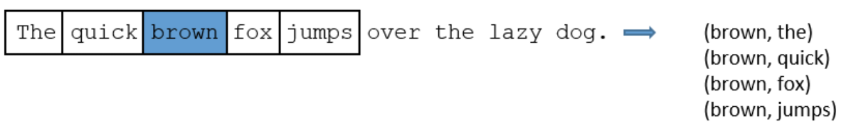 The quick brown fox jumps over the lazy dog.
(brown, the)
(brown, quick)
(brown, fox)
(brown, jumps)